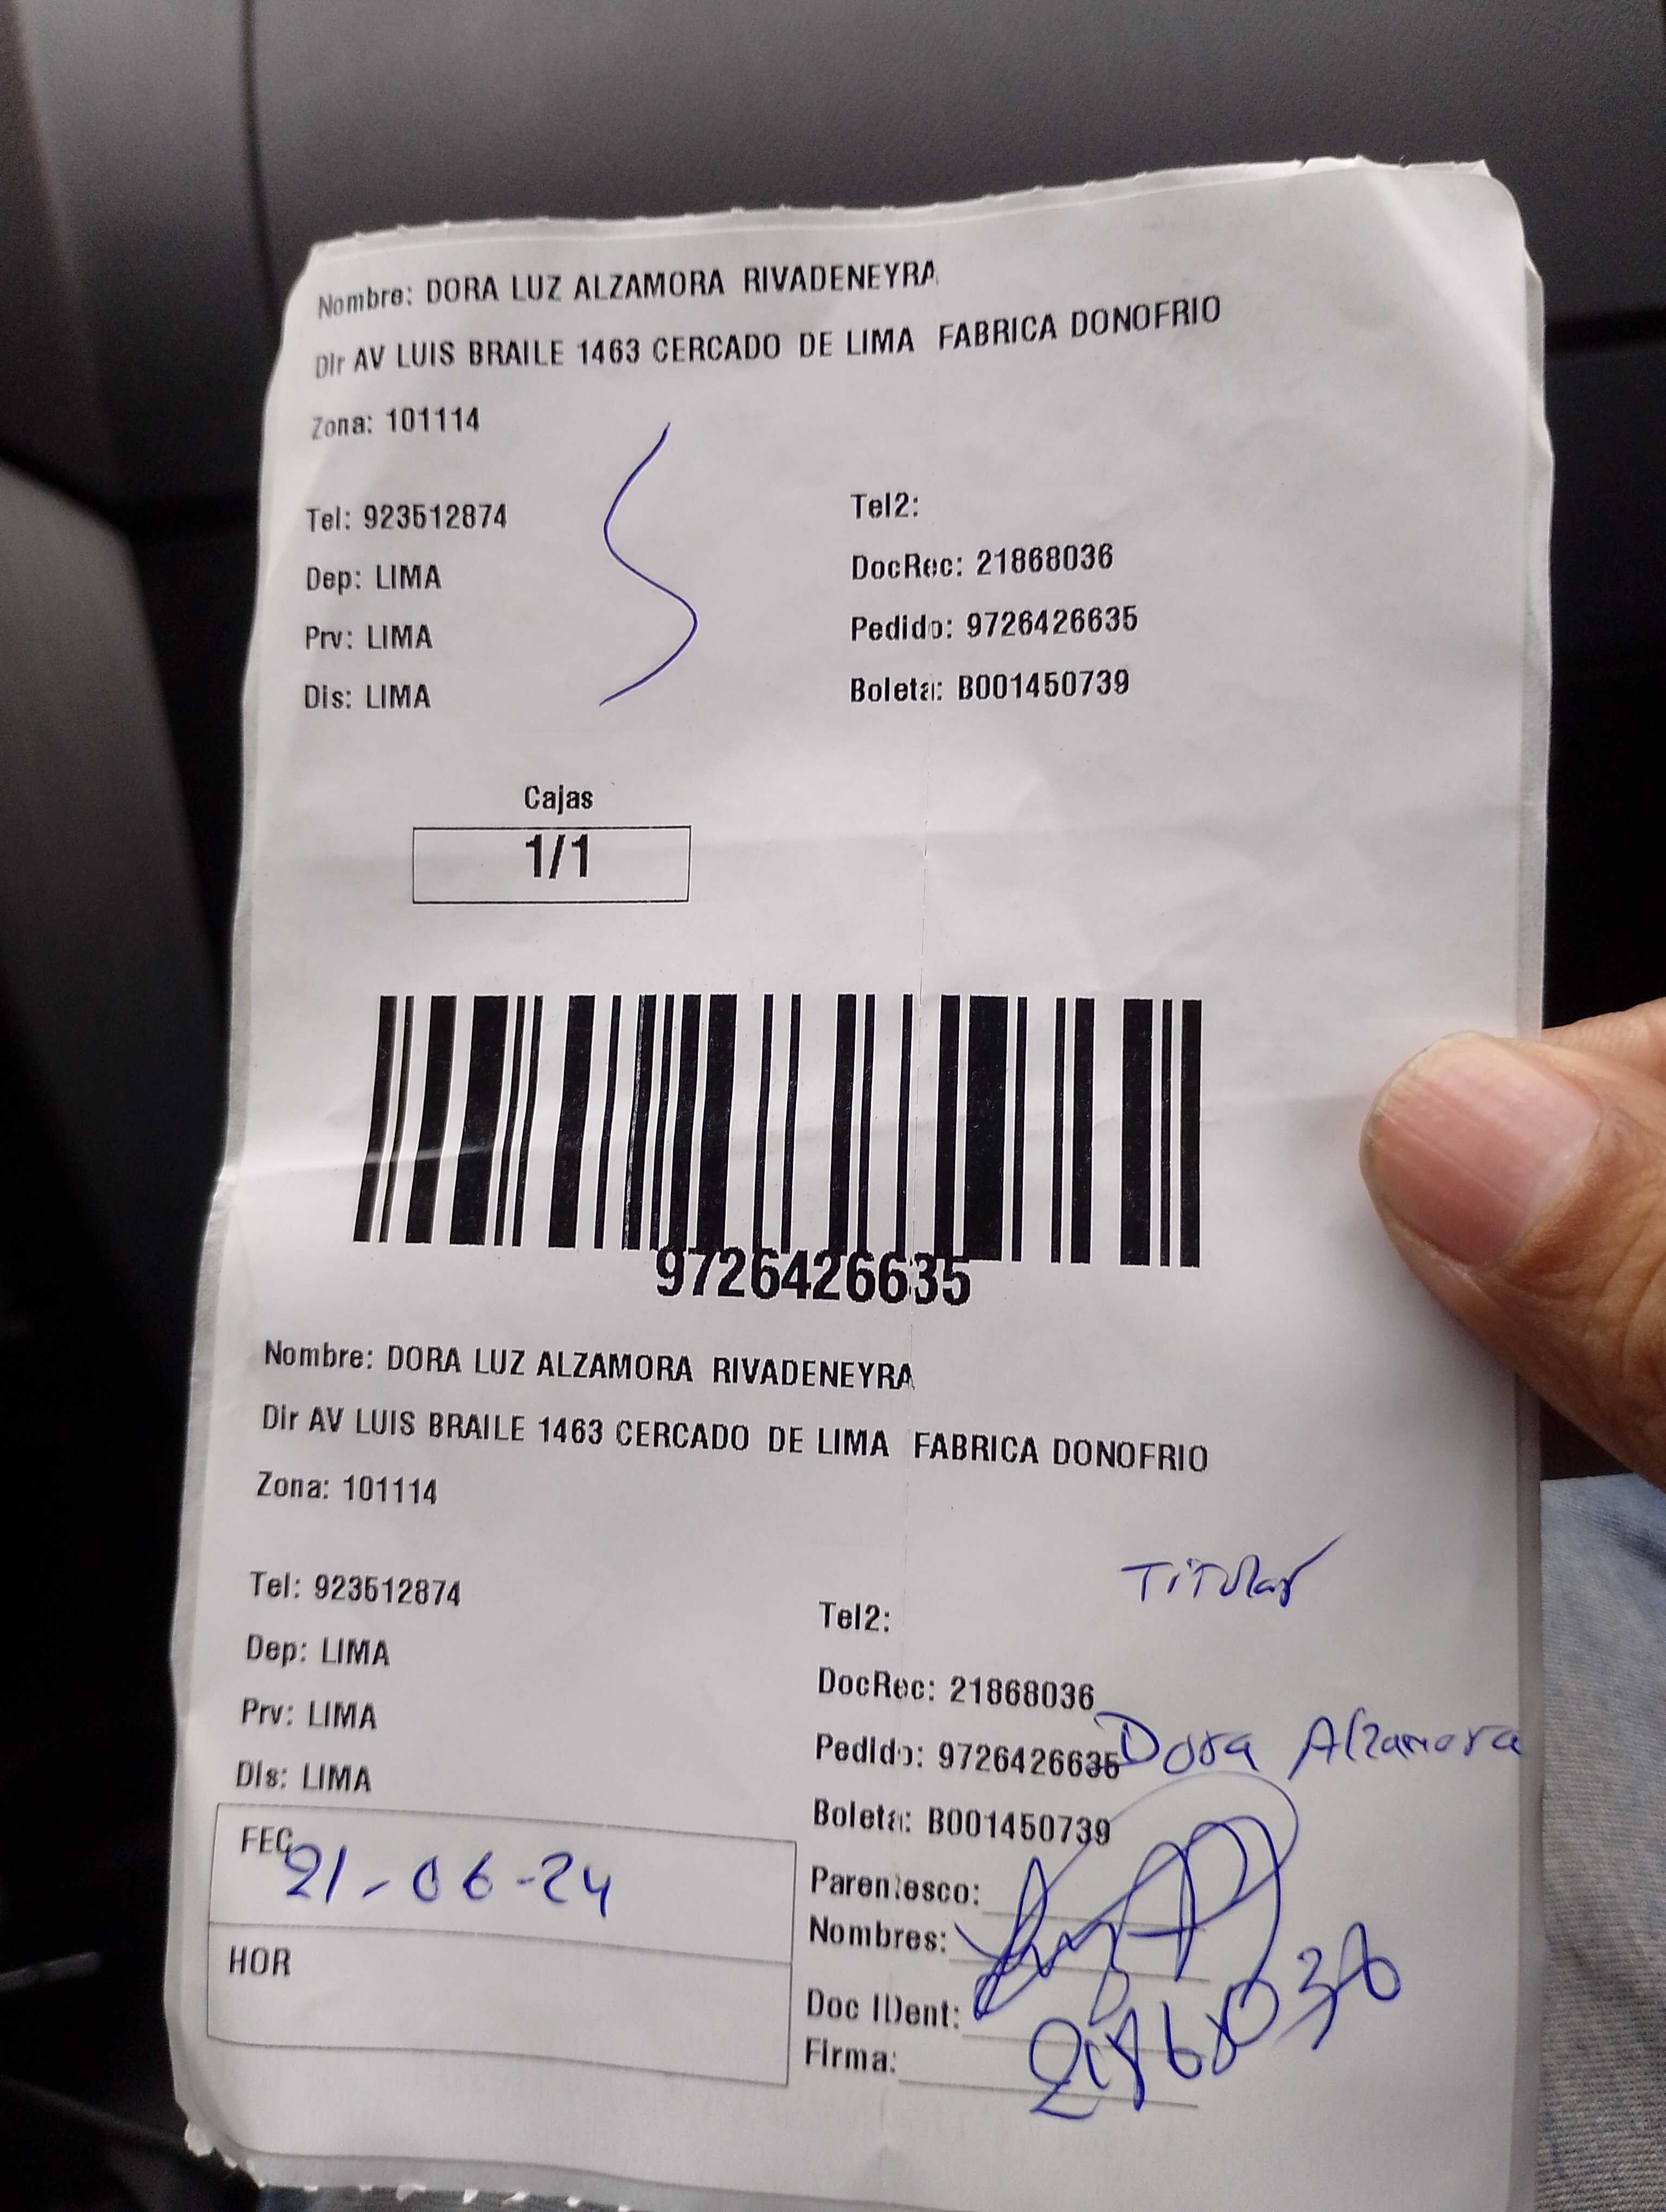 Nombre: DORA LUZ ALZAMORA RIVADENEYRA
Dir AV LUIS BRAILE 1463 CERCADO DE LIMA FABRICA DONOFRIO
Zona: 101114
Tel: 923512874
Tel2:
Dep: LIMA
DocRec: 21868036
Prv: LIMA
Pedido: 9726426635
Dis: LIMA
Boleta: B001450739
Cajas
1/1
9726426635
Nombre: DORA LUZ ALZAMORA RIVADENEYRA
Dir AV LUIS BRAILE 1463 CERCADO DE LIMA FABRICA DONOFRIO
Zona: 101114
Titular
Tel: 923512874
Tel2:
Dep: LIMA
DocRec: 21868036
Prv: LIMA
Pedido: 9726426635
Dora Alzamora
Dis: LIMA
Boleta: B001450739
FEC 21-06-24
Parentesco:
Nombres:
HOR
Doc IDent:
21868036
Firma: